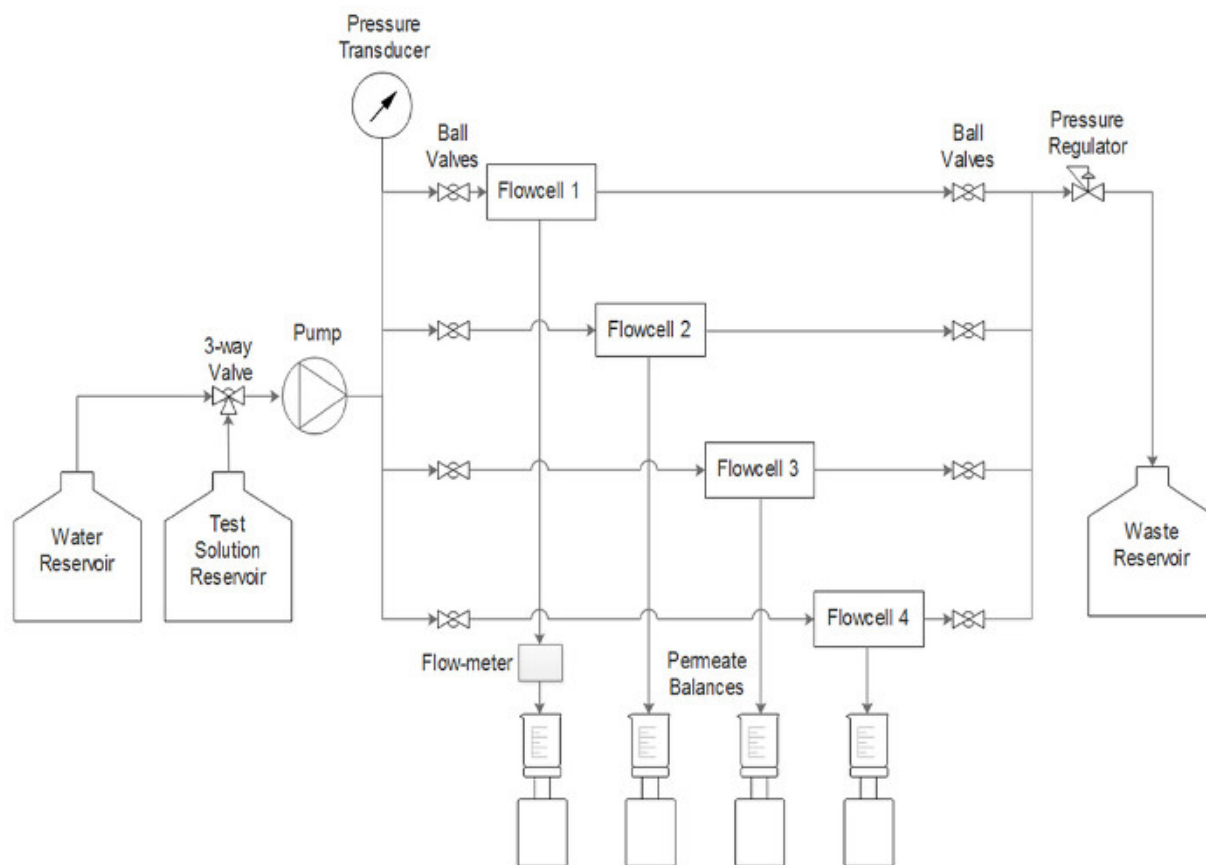 Pressure
Transducer
Ball
Valves
Ball
Valves
Pressure
Regulator
Flowcell 1
Flowcell 2
3-way
Valve
Pump
Flowcell 3
Water
Reservoir
Test
Solution
Reservoir
Waste
Reservoir
Flowcell 4
Flow-meter
Permeate
Balances